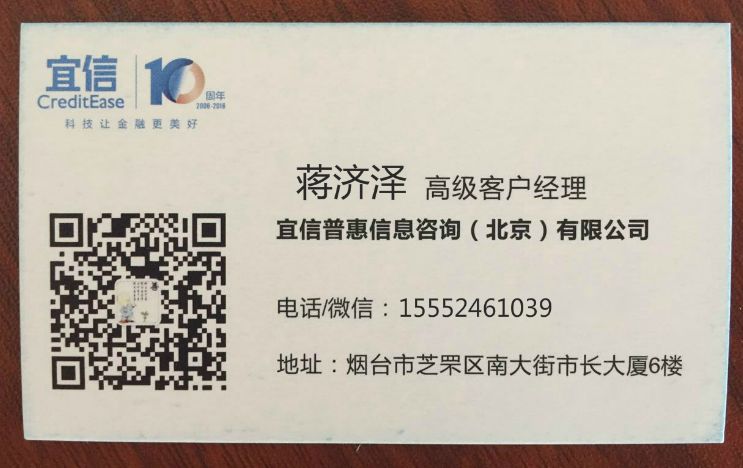 宜信
CreditEase
10周年
2006-2016
科技让金融更美好
蒋济泽 高级客户经理
宜信普惠信息咨询（北京）有限公司
电话/微信：15552461039
地址：烟台市芝罘区南大街市长大厦6楼